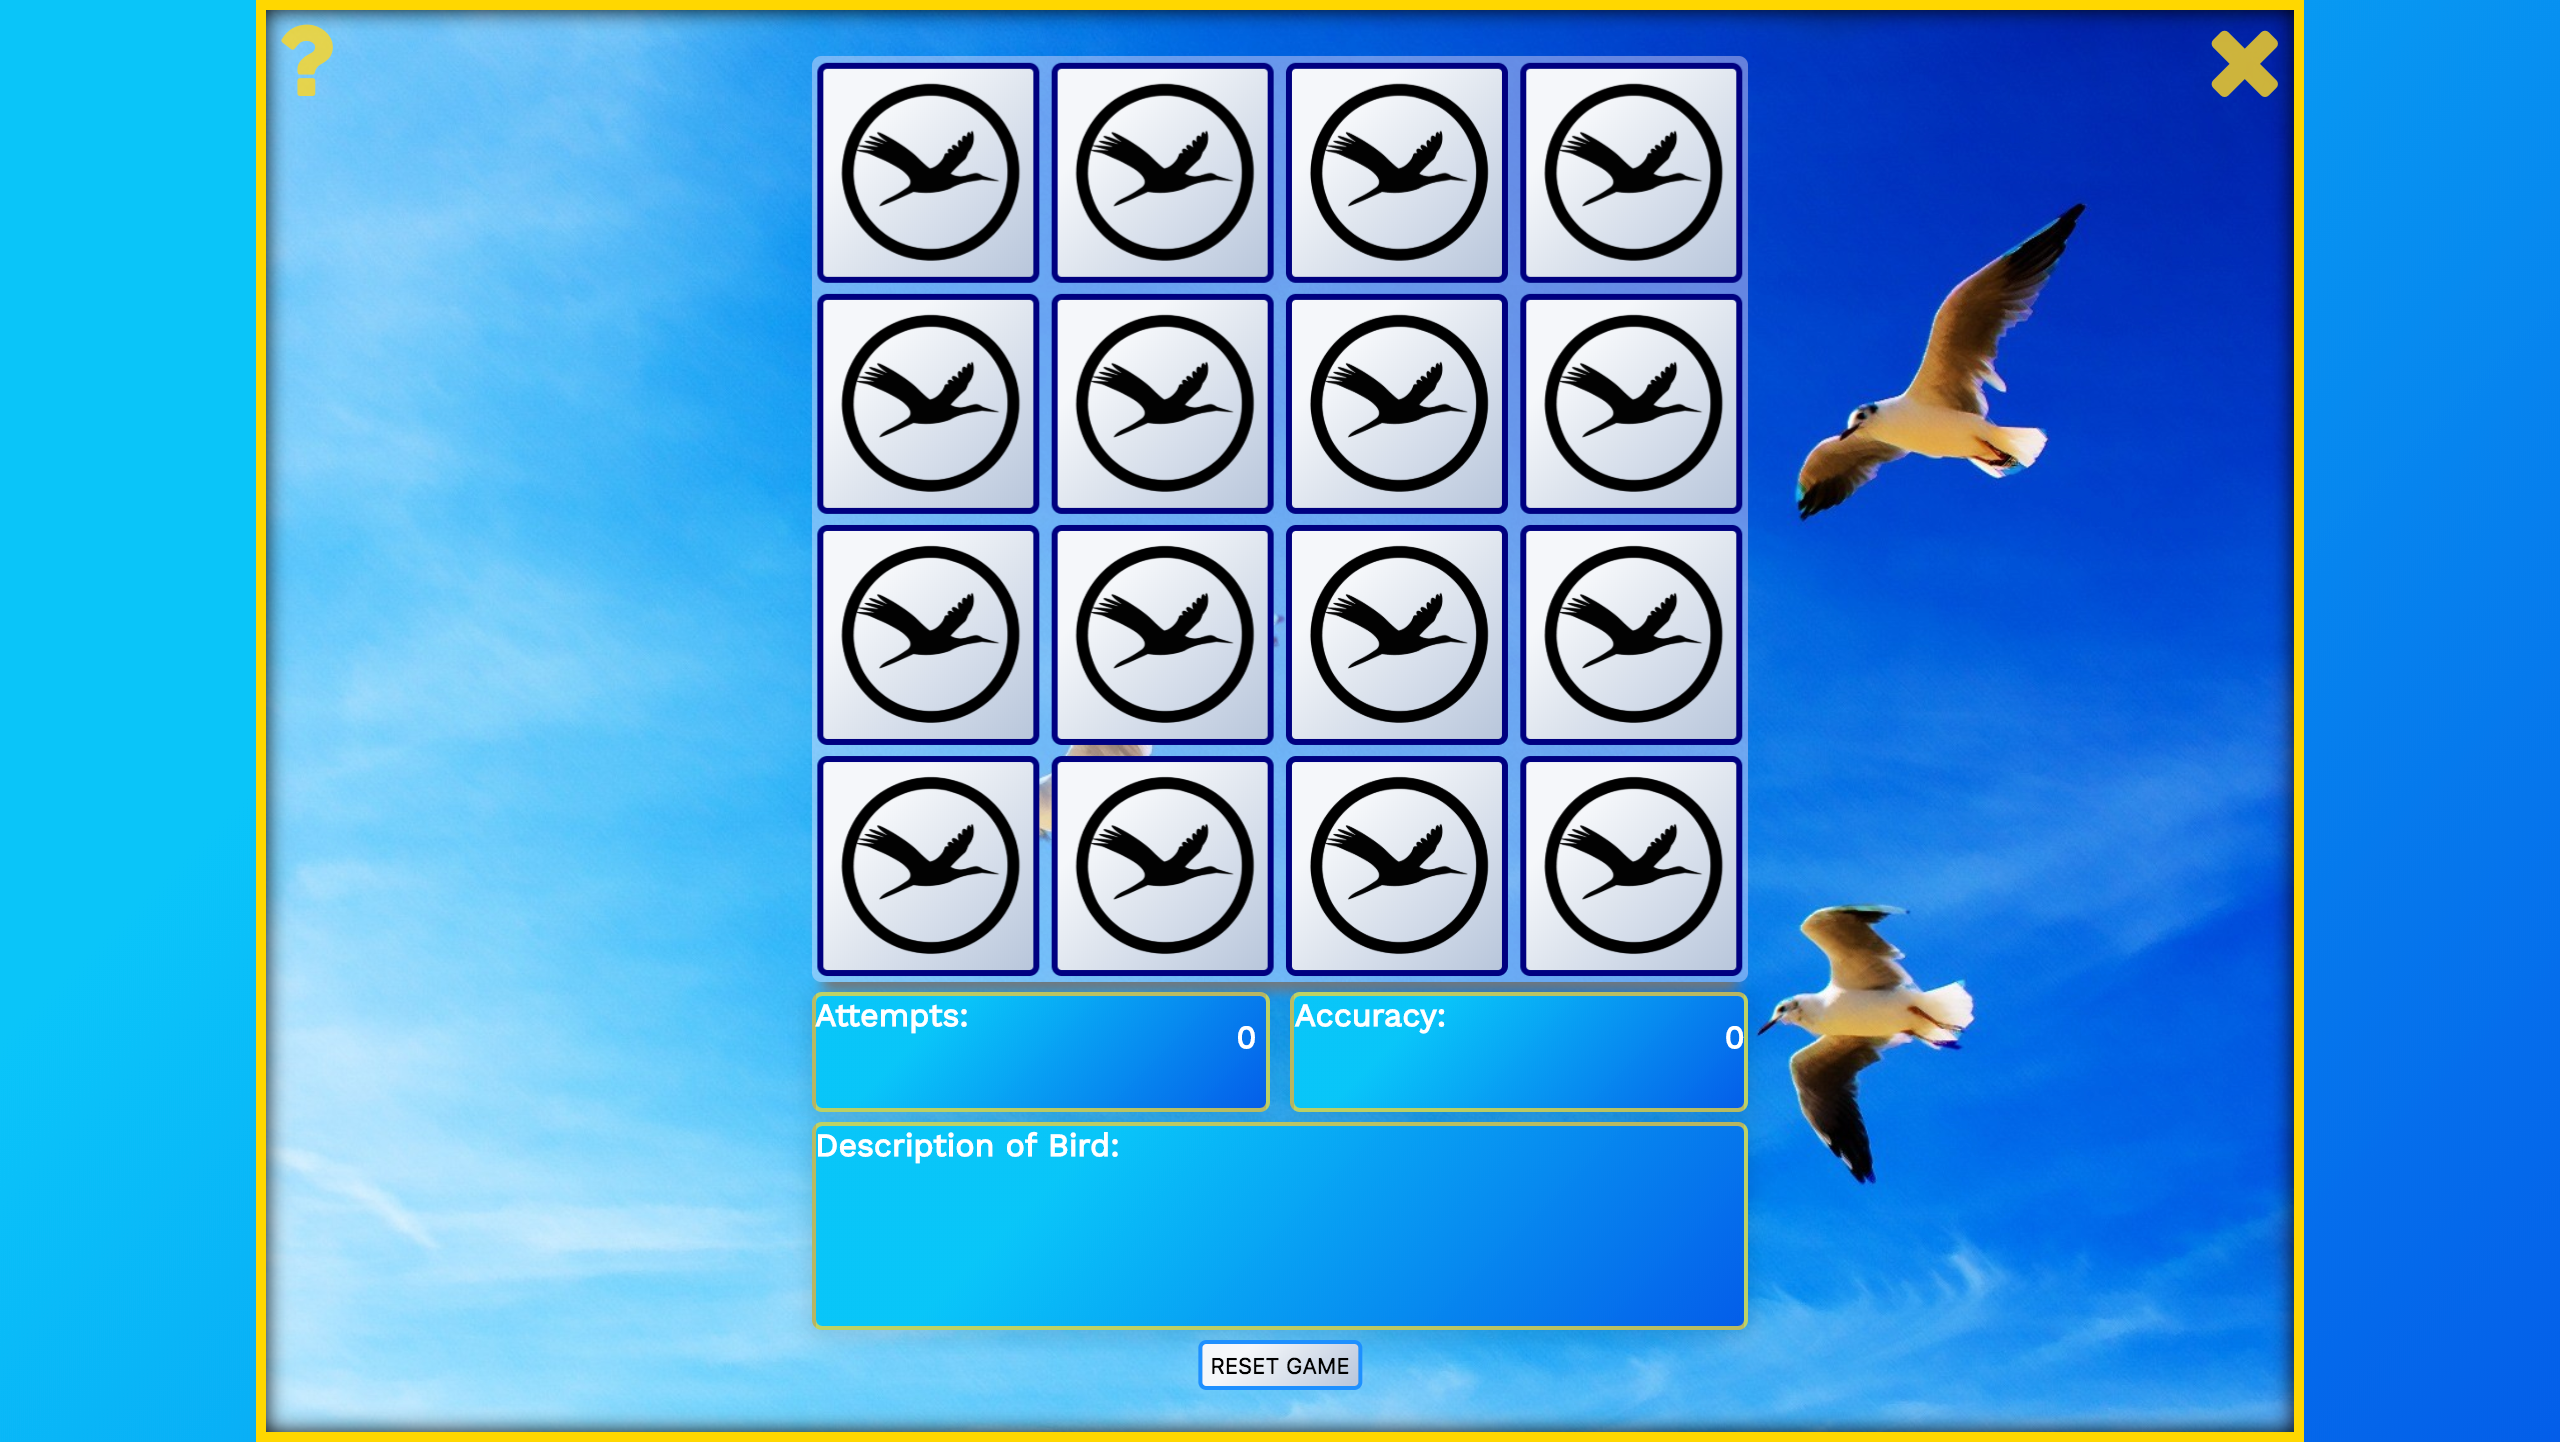 Attempts:
0
Accuracy:
0
Description of Bird:
RESET GAME